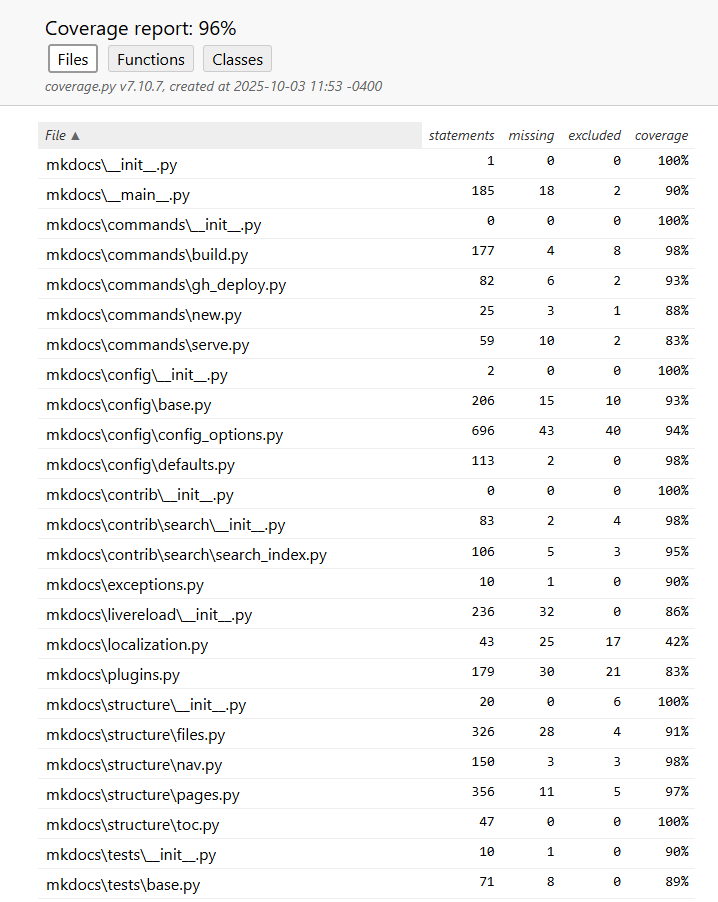 Coverage report: 96%
Files Functions Classes
coverage.py v7.10.7, created at 2025-10-03 11:53 -0400
File ▲ statements missing excluded coverage
mkdocs\__init__.py 1 0 0 100%
mkdocs\__main__.py 185 18 2 90%
mkdocs\commands\__init__.py 0 0 0 100%
mkdocs\commands\build.py 177 4 8 98%
mkdocs\commands\gh_deploy.py 82 6 2 93%
mkdocs\commands\new.py 25 3 1 88%
mkdocs\commands\serve.py 59 10 2 83%
mkdocs\config\__init__.py 2 0 0 100%
mkdocs\config\base.py 206 15 10 93%
mkdocs\config\config_options.py 696 43 40 94%
mkdocs\config\defaults.py 113 2 0 98%
mkdocs\contrib\__init__.py 0 0 0 100%
mkdocs\contrib\search\__init__.py 83 2 4 98%
mkdocs\contrib\search\search_index.py 106 5 3 95%
mkdocs\exceptions.py 10 1 0 90%
mkdocs\livereload\__init__.py 236 32 0 86%
mkdocs\localization.py 43 25 17 42%
mkdocs\plugins.py 179 30 21 83%
mkdocs\structure\__init__.py 20 0 6 100%
mkdocs\structure\files.py 326 28 4 91%
mkdocs\structure\nav.py 150 3 3 98%
mkdocs\structure\pages.py 356 11 5 97%
mkdocs\structure\toc.py 47 0 0 100%
mkdocs\tests\__init__.py 10 1 0 90%
mkdocs\tests\base.py 71 8 0 89%